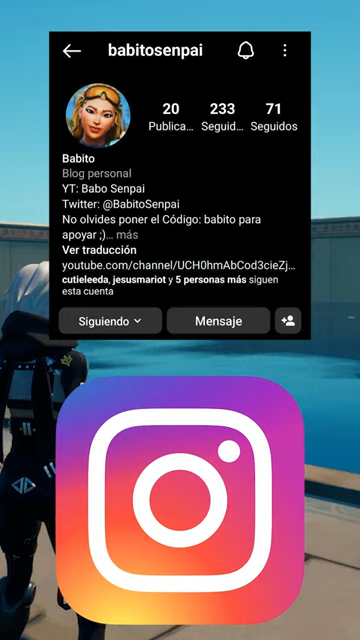 babitosenpai
20 233 71
Publica... Seguid... Seguidos
Babito
Blog personal
YT: Babo Senpai
Twitter: @BabitoSenpai
No olvides poner el Código: babito para
apoyar ;)... más
Ver traducción
youtube.com/channel/UCH0hmAbCod3cieZj...
cutieleeda, jesusmariot y 5 personas más siguen
esta cuenta
Siguiendo Mensaje